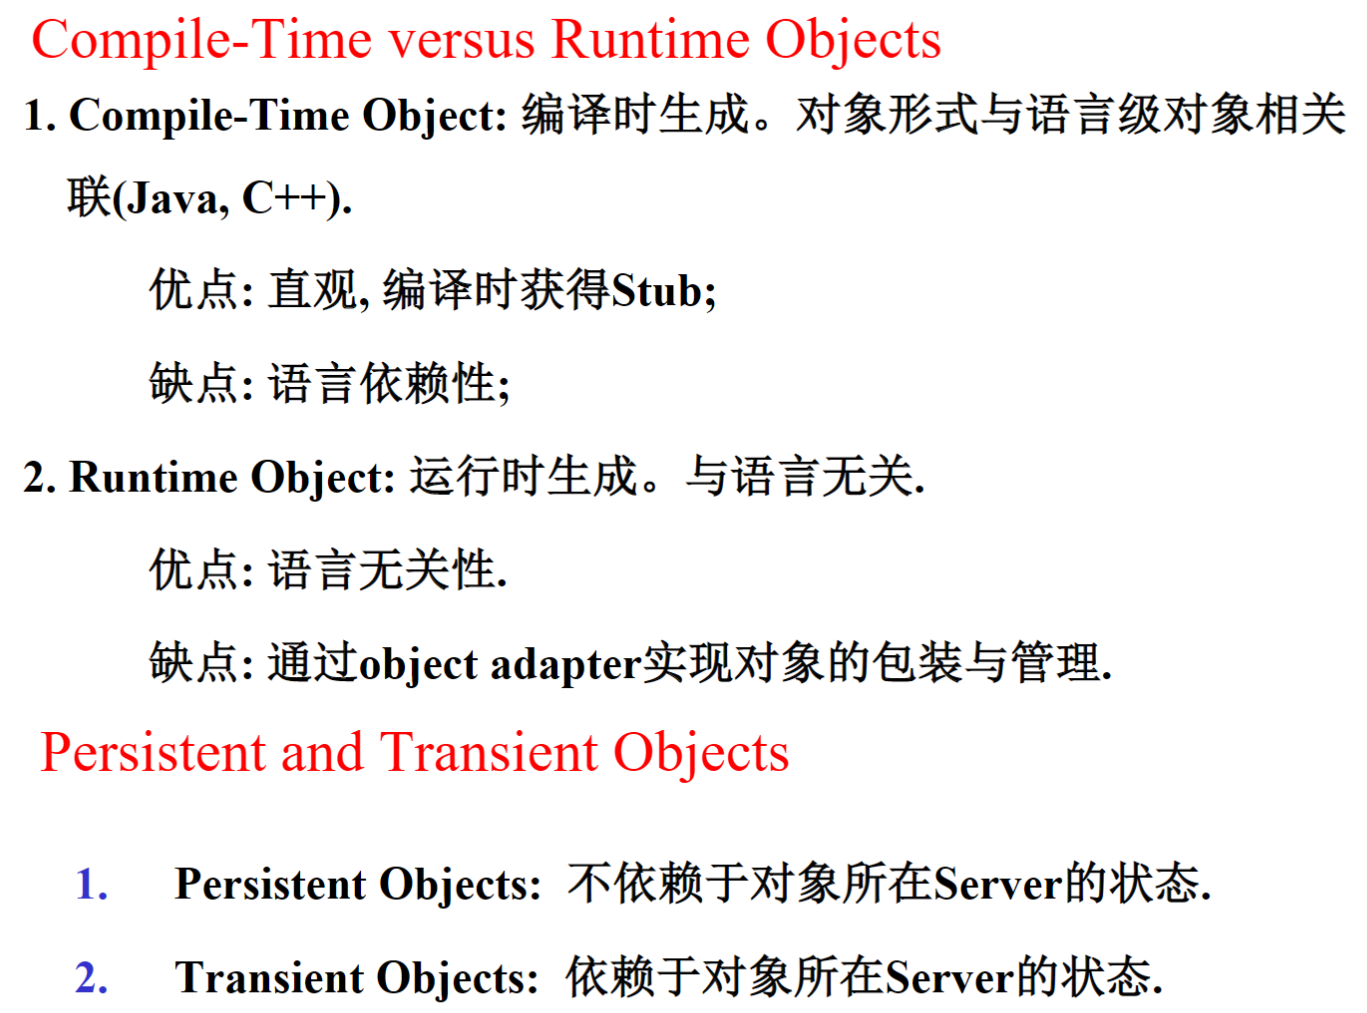 Compile-Time versus Runtime Objects
1. Compile-Time Object: 编译时生成。对象形式与语言级对象相关
联(Java, C++).
优点: 直观, 编译时获得Stub;
缺点: 语言依赖性;
2. Runtime Object: 运行时生成。与语言无关.
优点: 语言无关性.
缺点: 通过object adapter实现对象的包装与管理.
Persistent and Transient Objects
1. Persistent Objects: 不依赖于对象所在Server的状态.
2. Transient Objects: 依赖于对象所在Server的状态.